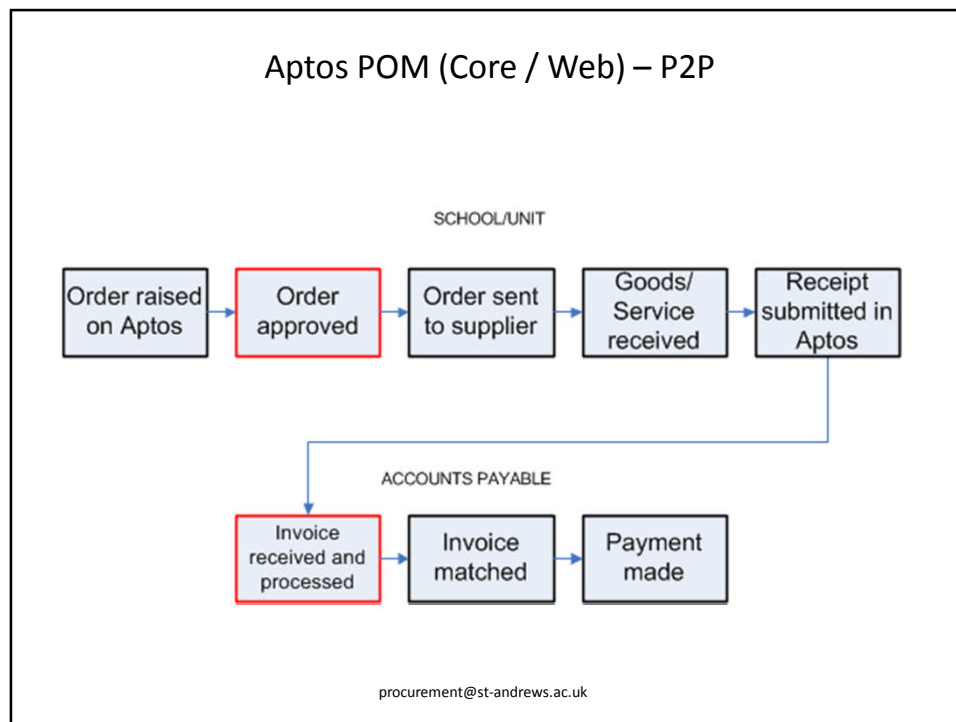 Aptos POM (Core / Web) – P2P
SCHOOL/UNIT
Order raised
on Aptos
Order
approved
Order sent
to supplier
Goods/
Service
received
Receipt
submitted in
Aptos
ACCOUNTS PAYABLE
Invoice
received and
processed
Invoice
matched
Payment
made
procurement@st-andrews.ac.uk